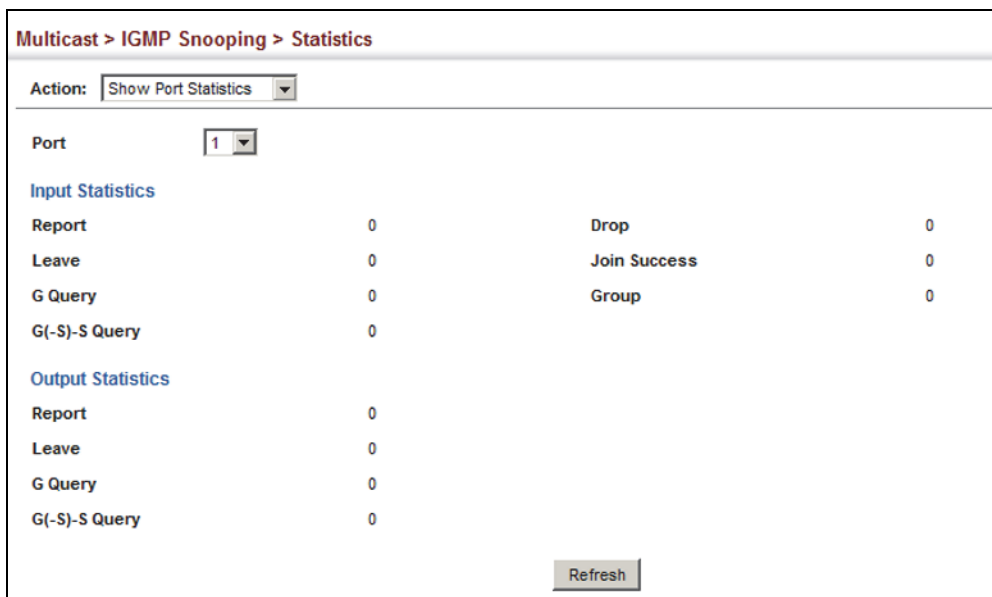 Multicast > IGMP Snooping > Statistics
Action: Show Port Statistics
Port 1
Input Statistics
Report 0 Drop 0
Leave 0 Join Success 0
G Query 0 Group 0
G(-S)-S Query 0
Output Statistics
Report 0
Leave 0
G Query 0
G(-S)-S Query 0
Refresh